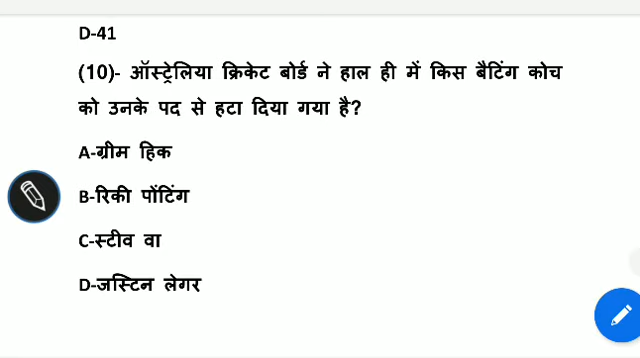 D-41
(10)- ऑस्ट्रेलिया क्रिकेट बोर्ड ने हाल ही में किस बैटिंग कोच
को उनके पद से हटा दिया गया है?
A-ग्रीम हिक
B-रिकी पोंटिंग
C-स्टीव वा
D-जस्टिन लेगर